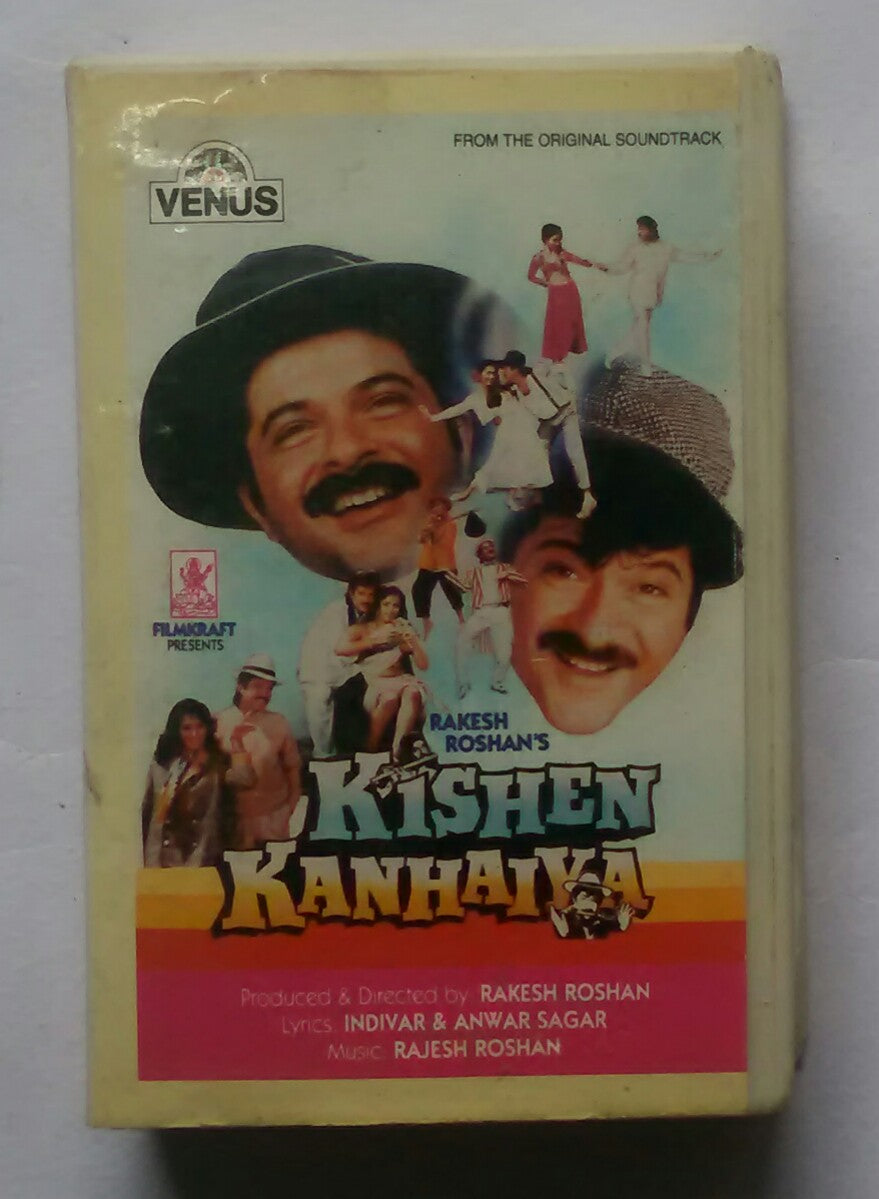 VENUS
FROM THE ORIGINAL SOUNDTRACK
FILMKRAFT
PRESENTS
RAKESH
ROSHAN'S
KISHEN
KANHAIYA
Produced & Directed by RAKESH ROSHAN
Lyrics: INDIVAR & ANWAR SAGAR
Music: RAJESH ROSHAN